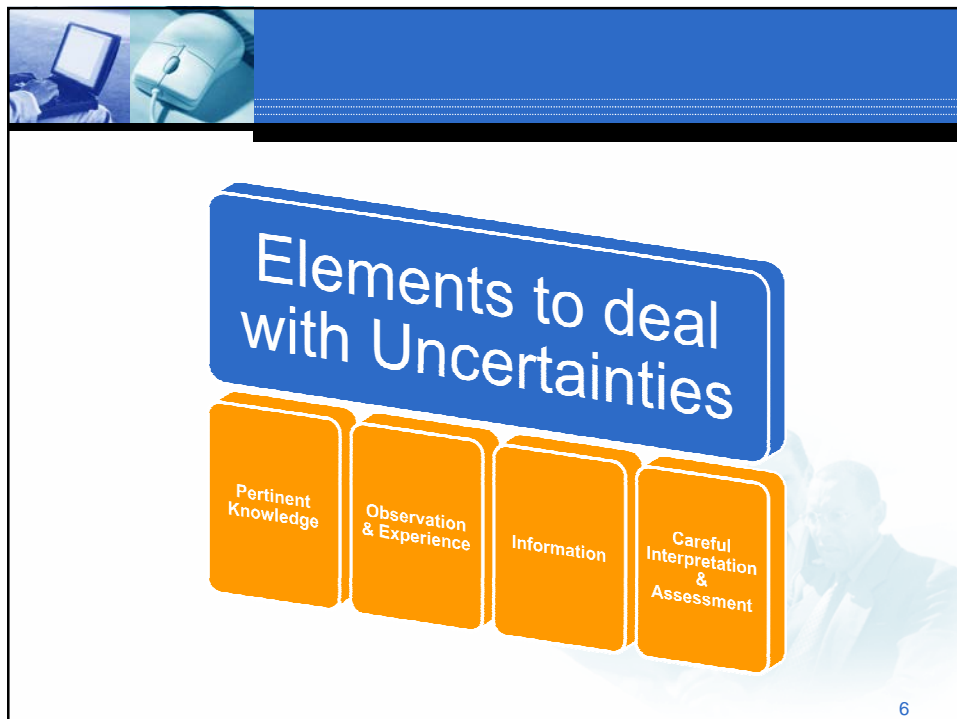 Elements to deal
with Uncertainties
Pertinent
Knowledge
Observation
& Experience
Information
Careful
Interpretation
&
Assessment
6